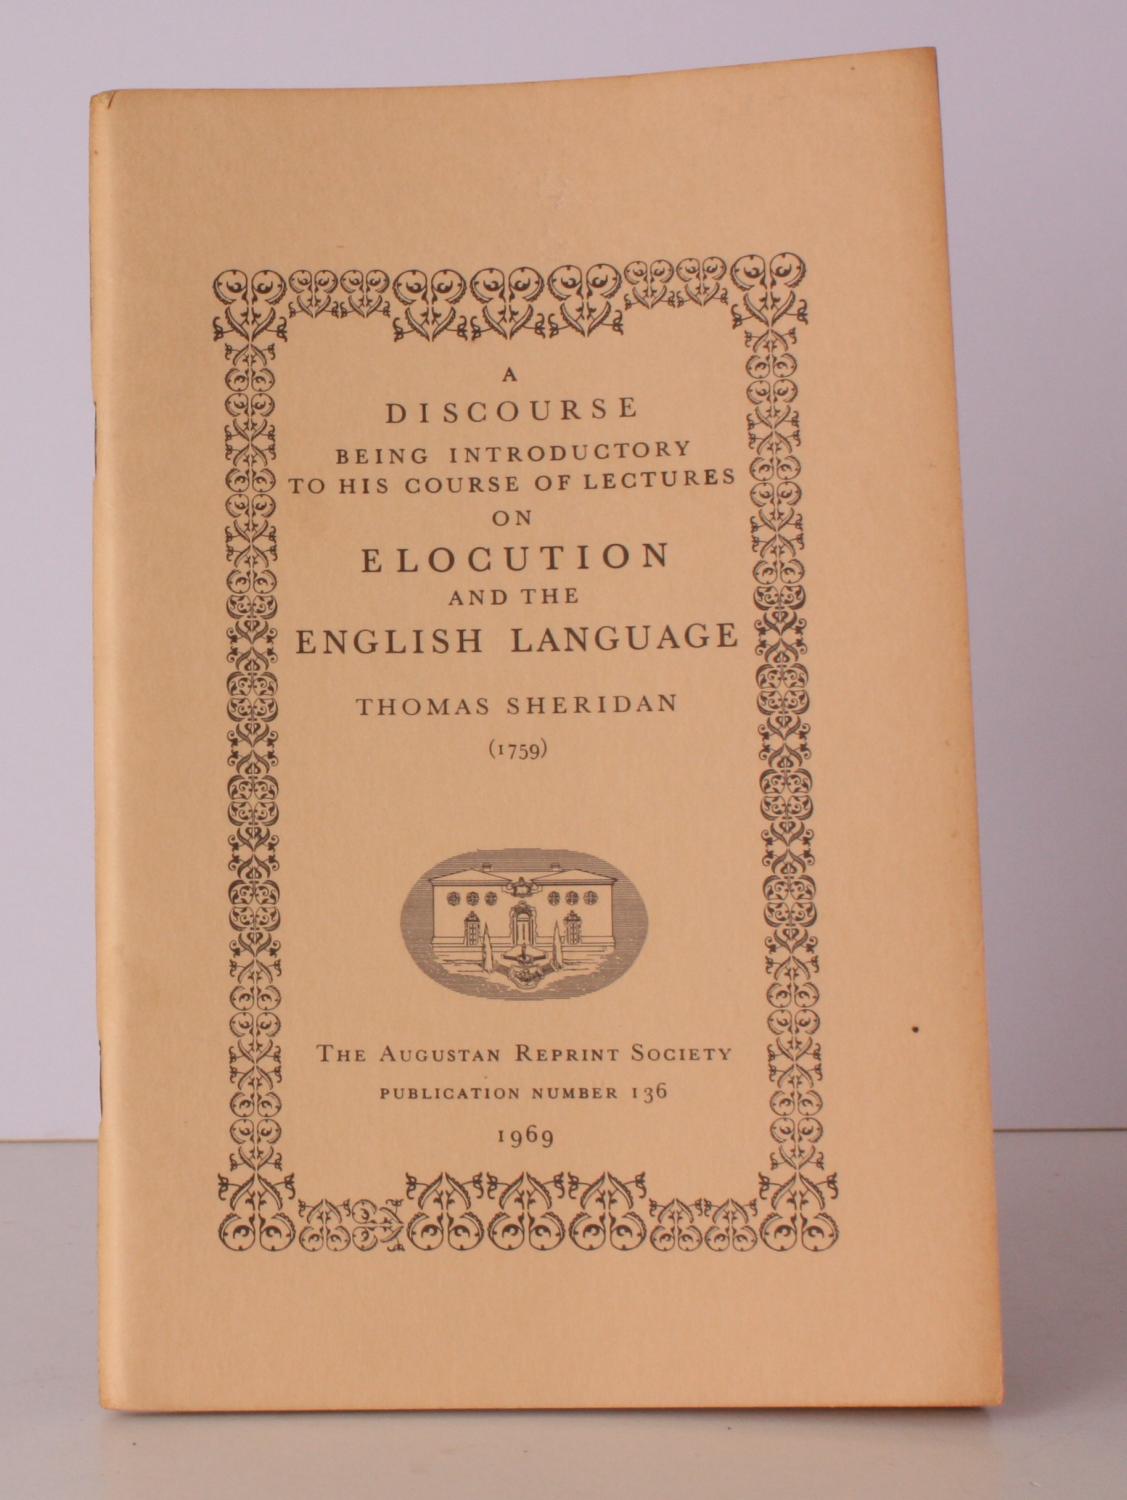 A
DISCOURSE
BEING INTRODUCTORY
TO HIS COURSE OF LECTURES
ON
ELOCUTION
AND THE
ENGLISH LANGUAGE
THOMAS SHERIDAN
(1759)
THE AUGUSTAN REPRINT SOCIETY
PUBLICATION NUMBER 136
1969